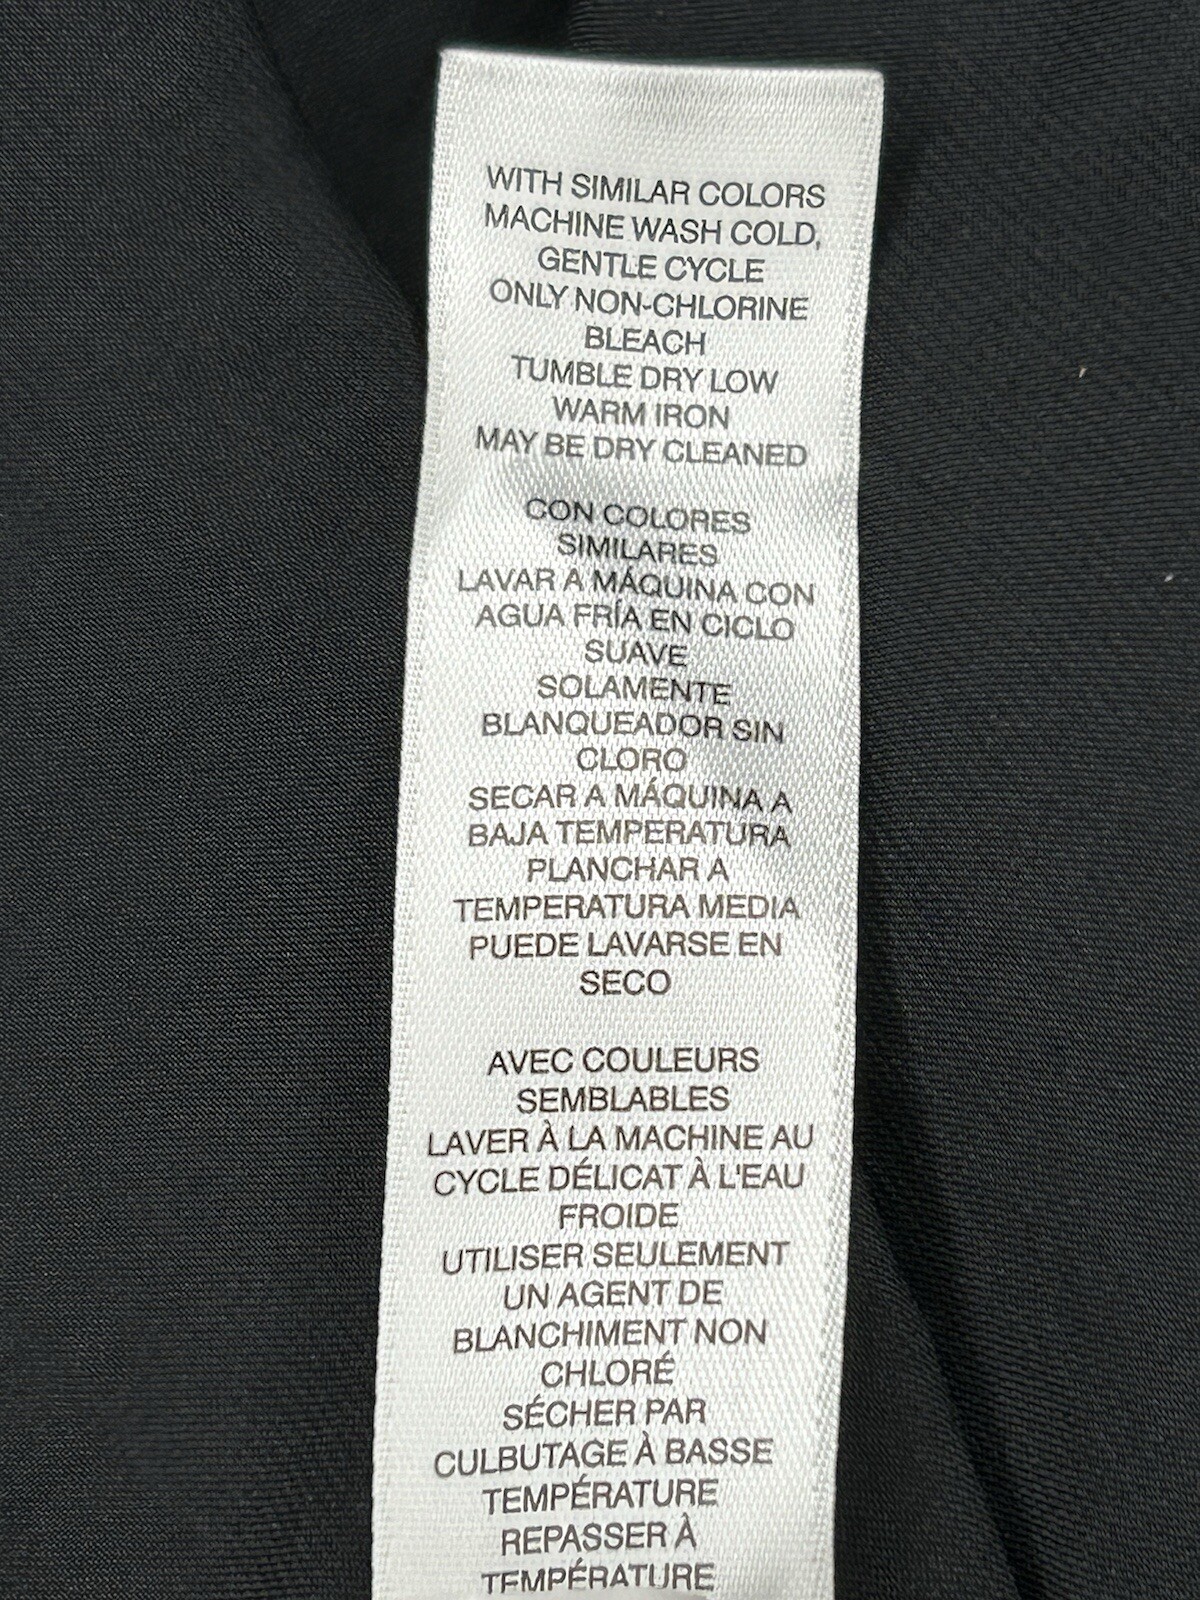 WITH SIMILAR COLORS
MACHINE WASH COLD,
GENTLE CYCLE
ONLY NON-CHLORINE
BLEACH
TUMBLE DRY LOW
WARM IRON
MAY BE DRY CLEANED
CON COLORES
SIMILARES
LAVAR A MÁQUINA CON
AGUA FRÍA EN CICLO
SUAVE
SOLAMENTE
BLANQUEADOR SIN
CLORO
SECAR A MÁQUINA A
BAJA TEMPERATURA
PLANCHAR A
TEMPERATURA MEDIA
PUEDE LAVARSE EN
SECO
AVEC COULEURS
SEMBLABLES
LAVER À LA MACHINE AU
CYCLE DÉLICAT À L'EAU
FROIDE
UTILISER SEULEMENT
UN AGENT DE
BLANCHIMENT NON
CHLORÉ
SÉCHER PAR
CULBUTAGE À BASSE
TEMPÉRATURE
REPASSER À
TEMPÉRATURE